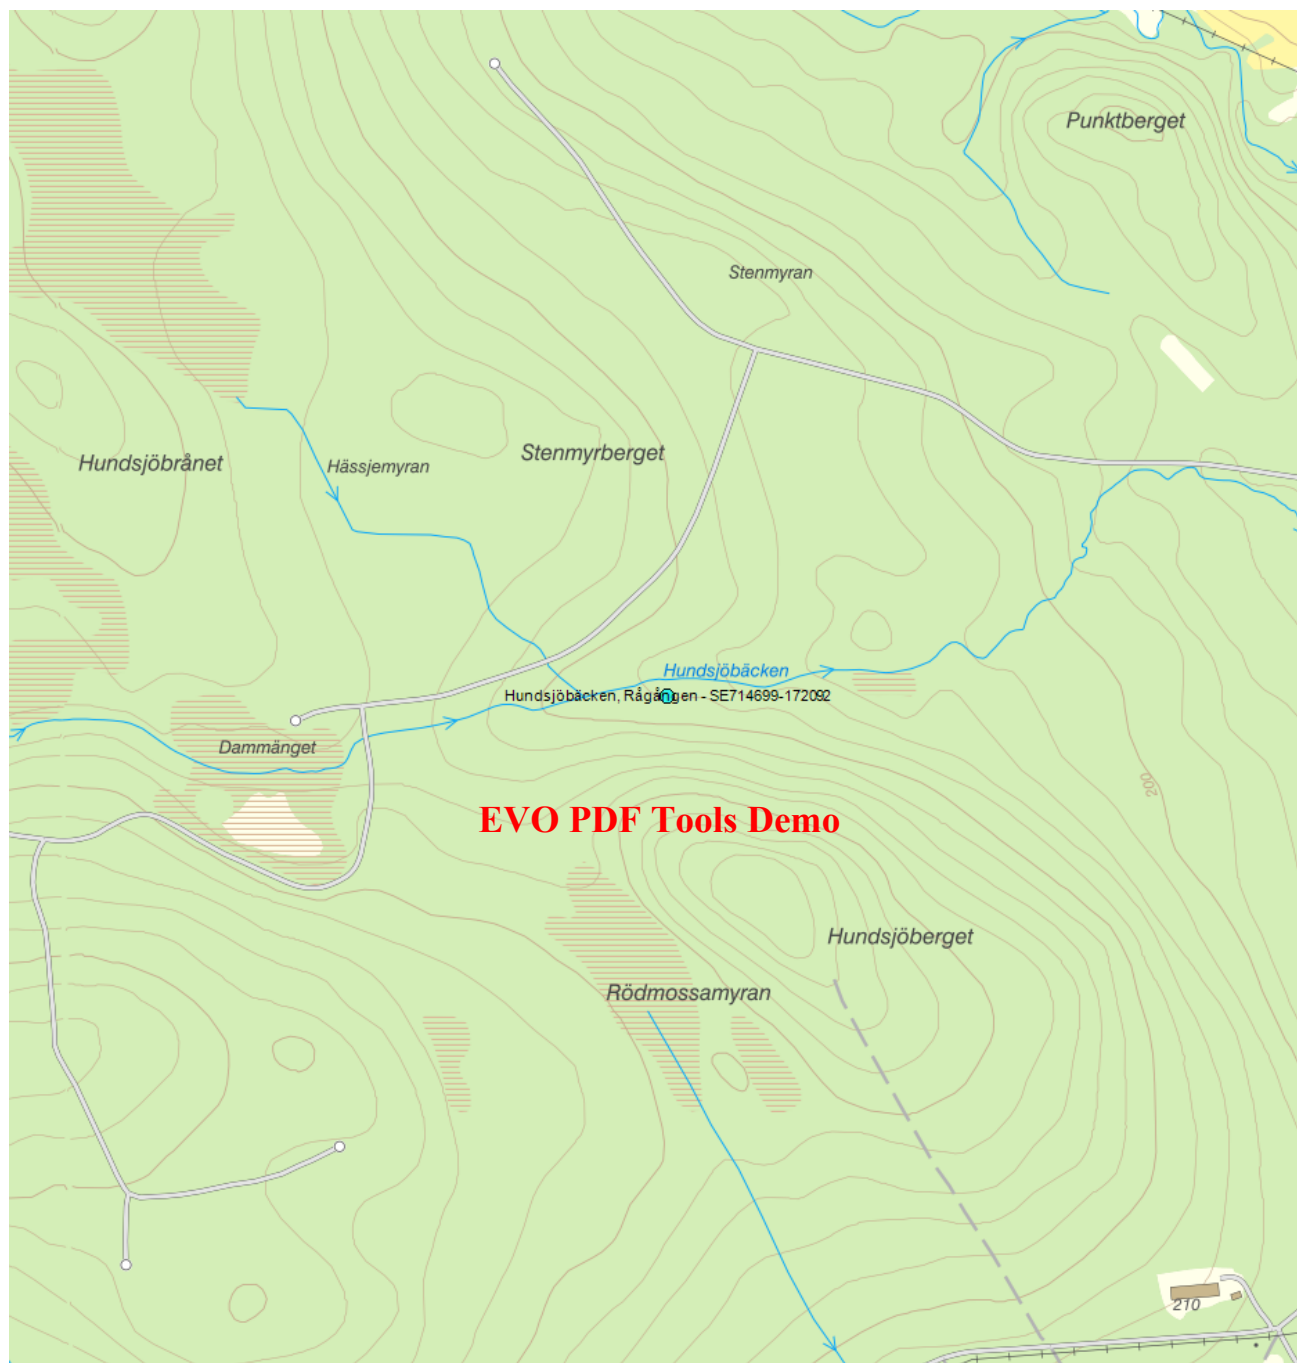 Punktberget
Stenmyran
Stenmyrberget
Hundsjöbrånet
Hässjemyran
Hundsjöbäcken
Hundsjöbäcken, Rågången - SE714699-172092
Dammänget
200
EVO PDF Tools Demo
Hundsjöberget
Rödmossamyran
210